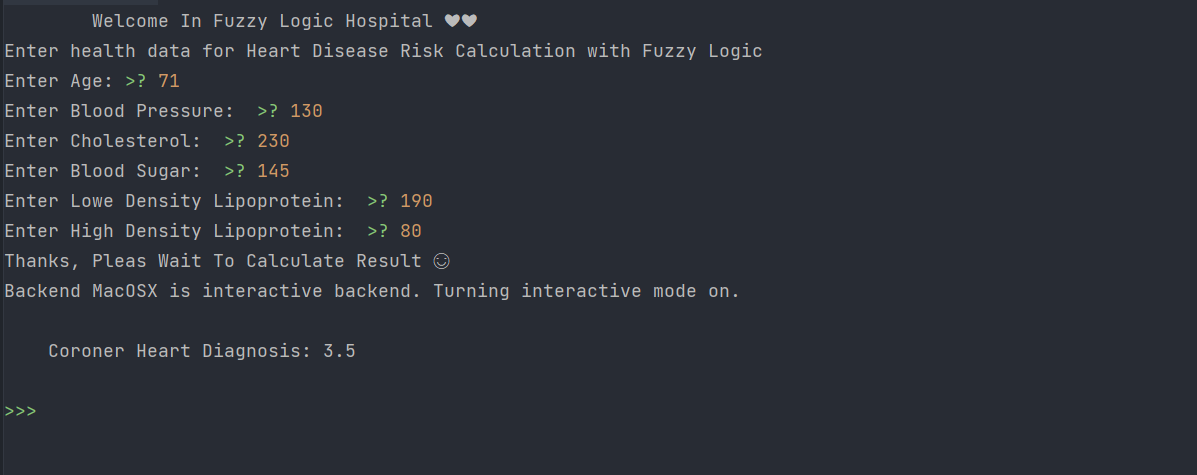 Welcome In Fuzzy Logic Hospital ♥♥
Enter health data for Heart Disease Risk Calculation with Fuzzy Logic
Enter Age: >? 71
Enter Blood Pressure:  >? 130
Enter Cholesterol:  >? 230
Enter Blood Sugar:  >? 145
Enter Lowe Density Lipoprotein:  >? 190
Enter High Density Lipoprotein:  >? 80
Thanks, Pleas Wait To Calculate Result ☺
Backend MacOSX is interactive backend. Turning interactive mode on.
Coroner Heart Diagnosis: 3.5
>>>